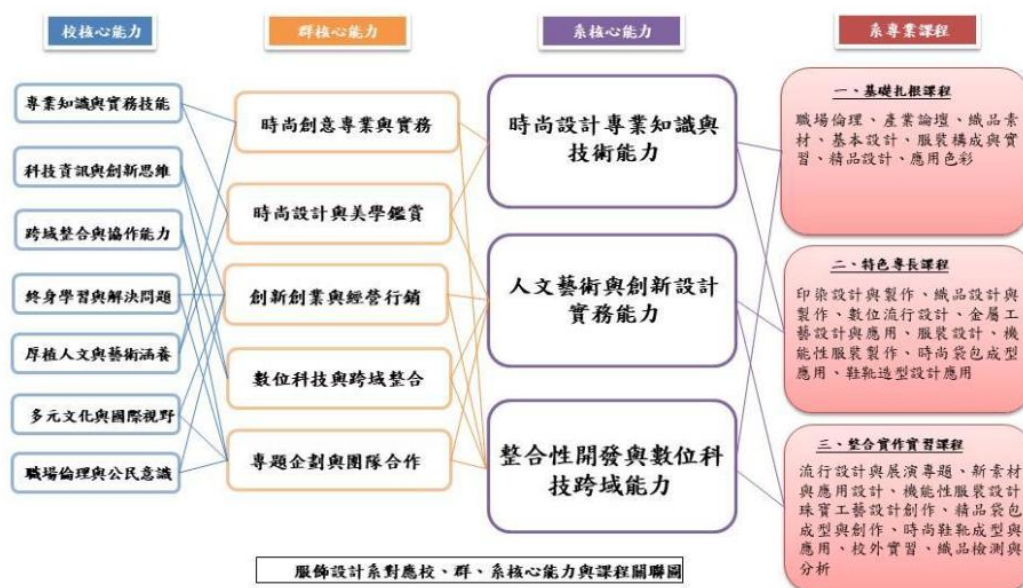 校核心能力
群核心能力
系核心能力
系專業課程
專業知識與實務技能
科技資訊與創新思維
跨域整合與協作能力
終身學習與解決問題
厚植人文與藝術涵養
多元文化與國際視野
職場倫理與公民意識
時尚創意專業與實務
時尚設計與美學鑑賞
創新創業與經營行銷
數位科技與跨域整合
專題企劃與團隊合作
時尚設計專業知識與
技術能力
人文藝術與創新設計
實務能力
整合性開發與數位科
技跨域能力
一、基礎扎根課程
職場倫理、產業論壇、織品素
材、基本設計、服裝構成與實
習、精品設計、應用色彩
二、特色專長課程
印染設計與製作、織品設計與
製作、數位流行設計、金屬工
藝設計與應用、服裝設計、機
能性服裝製作、時尚袋包成型
應用、鞋靴造型設計應用
三、整合實作實習課程
流行設計與展演專題、新素材
與應用設計、機能性服裝設計
珠寶工藝設計創作、精品袋包
成型與創作、時尚鞋靴成型與
應用、校外實習、織品檢測與
分析
服飾設計系對應校、群、系核心能力與課程關聯圖